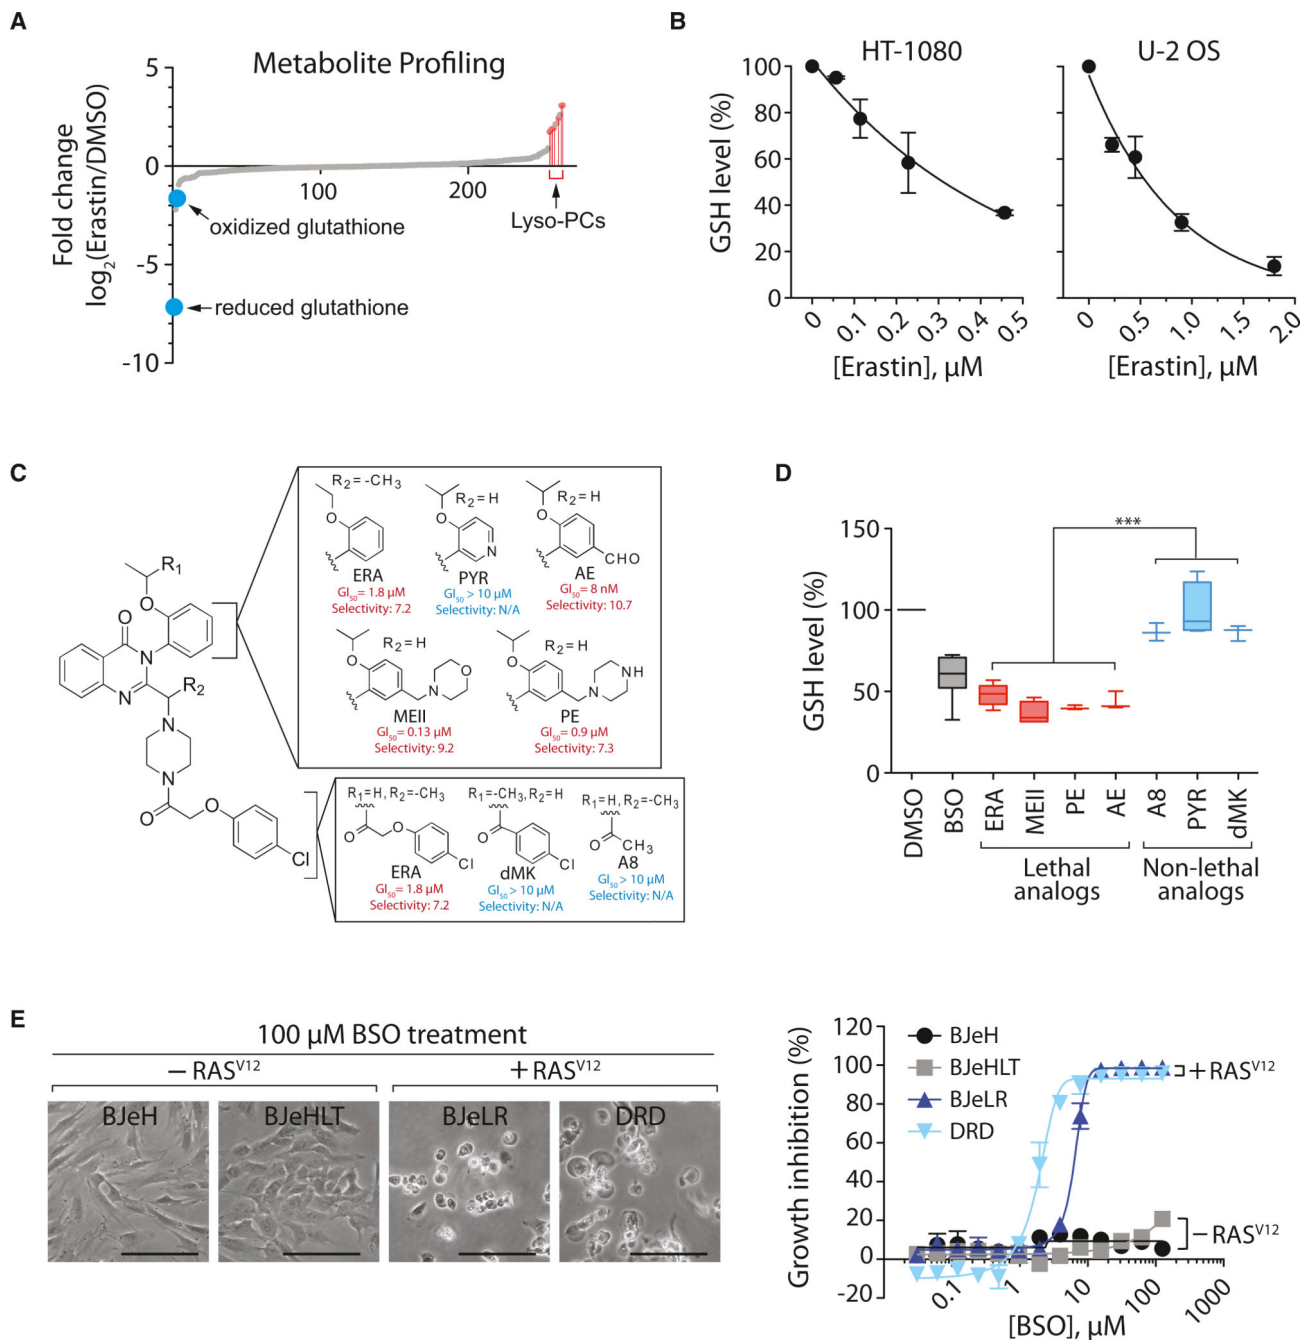 A
Metabolite Profiling
Fold change
log2(Erastin/DMSO)
5
0
-5
-10
100
200
oxidized glutathione
reduced glutathione
Lyso-PCs
B
HT-1080
U-2 OS
GSH level (%)
100
80
60
40
20
0
0
0.1
0.2
0.3
0.4
0.5
[Erastin], μM
0
0.5
1.0
1.5
2.0
[Erastin], μM
C
R1
O
O
N
N
R2
N
N
O
O
Cl
R2= -CH3
O
ERA
GI50= 1.8 μM
Selectivity: 7.2
R2= H
O
N
PYR
GI50 > 10 μM
Selectivity: N/A
R2= H
O
CHO
AE
GI50= 8 nM
Selectivity: 10.7
R2= H
O
N
O
MEII
GI50= 0.13 μM
Selectivity: 9.2
R2= H
O
N
NH
PE
GI50= 0.9 μM
Selectivity: 7.3
R1=H, R2=-CH3
O
O
Cl
ERA
GI50= 1.8 μM
Selectivity: 7.2
R1=-CH3, R2=H
O
Cl
dMK
GI50 > 10 μM
Selectivity: N/A
R1=H, R2=-CH3
O
CH3
A8
GI50 > 10 μM
Selectivity: N/A
D
GSH level (%)
150
100
50
0
***
DMSO
BSO
ERA
MEII
PE
AE
A8
PYR
dMK
Lethal
analogs
Non-lethal
analogs
E
100 μM BSO treatment
– RASV12
+ RASV12
BJeH
BJeHLT
BJeLR
DRD
Growth inhibition (%)
120
100
80
60
40
20
0
-20
BJeH
BJeHLT
BJeLR
DRD
+ RASV12
– RASV12
0.1
1
10
100
1000
[BSO], μM